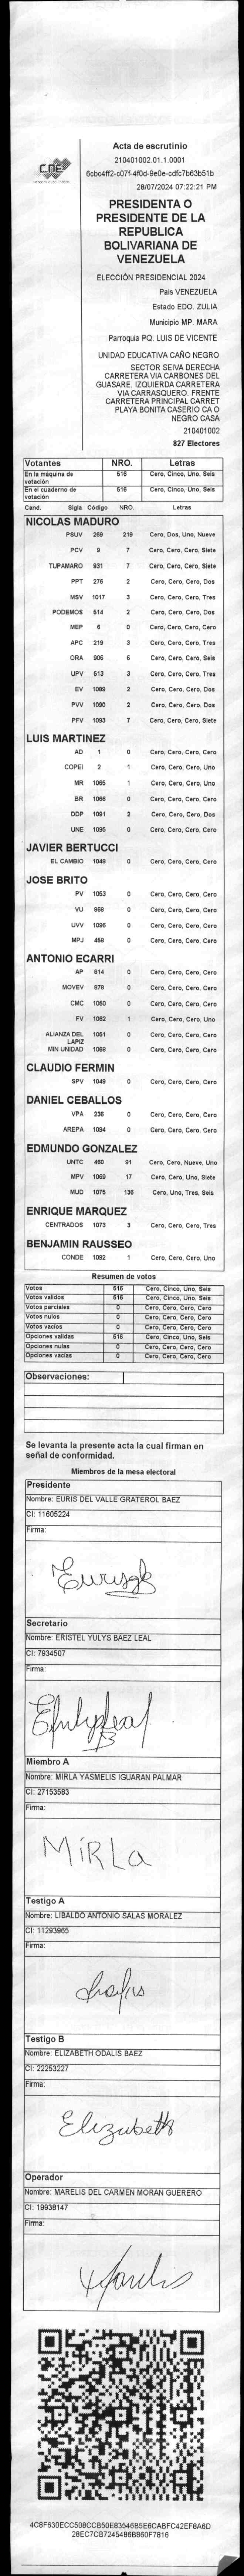 CNE
Acta de escrutinio
210401002.01.1.0001
6cbc4ff2-c07f-4f0d-9e0e-cdfc7b63b51b
28/07/2024 07:22:21 PM
PRESIDENTA O
PRESIDENTE DE LA
REPUBLICA
BOLIVARIANA DE
VENEZUELA
ELECCIÓN PRESIDENCIAL 2024
Pais VENEZUELA
Estado EDO. ZULIA
Municipio MP. MARA
Parroquia PQ. LUIS DE VICENTE
UNIDAD EDUCATIVA CAÑO NEGRO
SECTOR SEIVA DERECHA
CARRETERA VIA CARBONES DEL
GUASARE. IZQUIERDA CARRETERA
VIA CARRASQUERO. FRENTE
CARRETERA PRINCIPAL CARRET
PLAYA BONITA CASERIO CA O
NEGRO CASA
210401002
827 Electores
Votantes NRO. Letras
En la máquina de votación 516 Cero, Cinco, Uno, Seis
En el cuaderno de votación 516 Cero, Cinco, Uno, Seis
Cand. Sigla Código NRO. Letras
NICOLAS MADURO
PSUV 269 219 Cero, Dos, Uno, Nueve
PCV 9 7 Cero, Cero, Cero, Siete
TUPAMARO 931 7 Cero, Cero, Cero, Siete
PPT 275 2 Cero, Cero, Cero, Dos
MSV 1017 3 Cero, Cero, Cero, Tres
PODEMOS 514 2 Cero, Cero, Cero, Dos
MEP 6 0 Cero, Cero, Cero, Cero
APC 219 3 Cero, Cero, Cero, Tres
ORA 906 6 Cero, Cero, Cero, Seis
UPV 513 3 Cero, Cero, Cero, Tres
EV 1089 2 Cero, Cero, Cero, Dos
PVV 1090 2 Cero, Cero, Cero, Dos
PFV 1093 7 Cero, Cero, Cero, Siete
LUIS MARTINEZ
AD 1 0 Cero, Cero, Cero, Cero
COPEI 2 1 Cero, Cero, Cero, Uno
MR 1065 1 Cero, Cero, Cero, Uno
BR 1066 0 Cero, Cero, Cero, Cero
DDP 1091 2 Cero, Cero, Cero, Dos
UNE 1095 0 Cero, Cero, Cero, Cero
JAVIER BERTUCCI
EL CAMBIO 1048 0 Cero, Cero, Cero, Cero
JOSE BRITO
PV 1053 0 Cero, Cero, Cero, Cero
VU 868 0 Cero, Cero, Cero, Cero
UVV 1096 0 Cero, Cero, Cero, Cero
MPJ 458 0 Cero, Cero, Cero, Cero
ANTONIO ECARRI
AP 814 0 Cero, Cero, Cero, Cero
MOVEV 878 0 Cero, Cero, Cero, Cero
CMC 1050 0 Cero, Cero, Cero, Cero
FV 1052 1 Cero, Cero, Cero, Uno
ALIANZA DEL LAPIZ 1051 0 Cero, Cero, Cero, Cero
MIN UNIDAD 1069 0 Cero, Cero, Cero, Cero
CLAUDIO FERMIN
SPV 1049 0 Cero, Cero, Cero, Cero
DANIEL CEBALLOS
VPA 236 0 Cero, Cero, Cero, Cero
AREPA 1094 0 Cero, Cero, Cero, Cero
EDMUNDO GONZALEZ
UNTC 460 91 Cero, Cero, Nueve, Uno
MPV 1069 17 Cero, Cero, Uno, Siete
MUD 1075 136 Cero, Uno, Tres, Seis
ENRIQUE MARQUEZ
CENTRADOS 1073 3 Cero, Cero, Cero, Tres
BENJAMIN RAUSSEO
CONDE 1092 1 Cero, Cero, Cero, Uno
Resumen de votos
Votos 516 Cero, Cinco, Uno, Seis
Votos validos 516 Cero, Cinco, Uno, Seis
Votos parciales 0 Cero, Cero, Cero, Cero
Votos nulos 0 Cero, Cero, Cero, Cero
Votos vacios 0 Cero, Cero, Cero, Cero
Opciones validas 516 Cero, Cinco, Uno, Seis
Opciones nulas 0 Cero, Cero, Cero, Cero
Opciones vacias 0 Cero, Cero, Cero, Cero
Observaciones:
Se levanta la presente acta la cual firman en
señal de conformidad.
Miembros de la mesa electoral
Presidente
Nombre: EURIS DEL VALLE GRATEROL BAEZ
CI: 11605224
Firma:
Secretario
Nombre: ERISTEL YULYS BAEZ LEAL
CI: 7934507
Firma:
Miembro A
Nombre: MIRLA YASMELIS IGUARAN PALMAR
CI: 27153583
Firma:
MiRLa
Testigo A
Nombre: LIBALDO ANTONIO SALAS MORALEZ
CI: 11293965
Firma:
Testigo B
Nombre: ELIZABETH ODALIS BAEZ
CI: 22253227
Firma:
Elizabeth
Operador
Nombre: MARELIS DEL CARMEN MORAN GUERERO
CI: 19938147
Firma:
4C8F630ECC508CCB50E83546B5E6CABFC42EF8A6D
28EC7CB7245486B860F7816